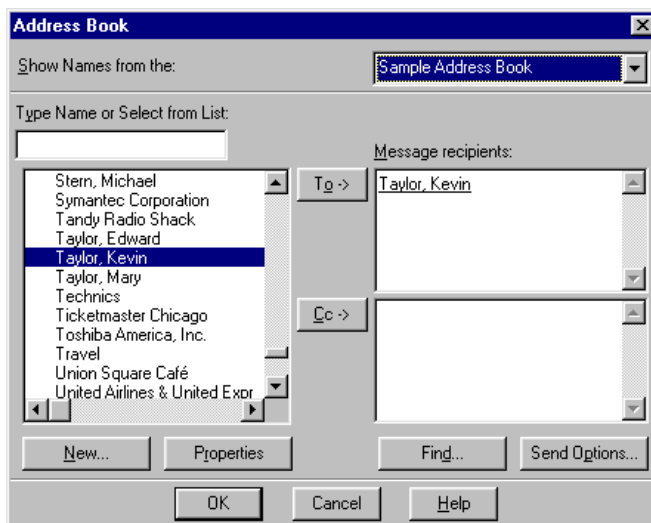 Address Book
Show Names from the:
Sample Address Book
Type Name or Select from List:
Message recipients:
Stern, Michael
Symantec Corporation
Tandy Radio Shack
Taylor, Edward
Taylor, Kevin
Taylor, Mary
Technics
Ticketmaster Chicago
Toshiba America, Inc.
Travel
Union Square Café
United Airlines & United Expr
To ->
Taylor, Kevin
Cc ->
New...
Properties
Find...
Send Options...
OK
Cancel
Help